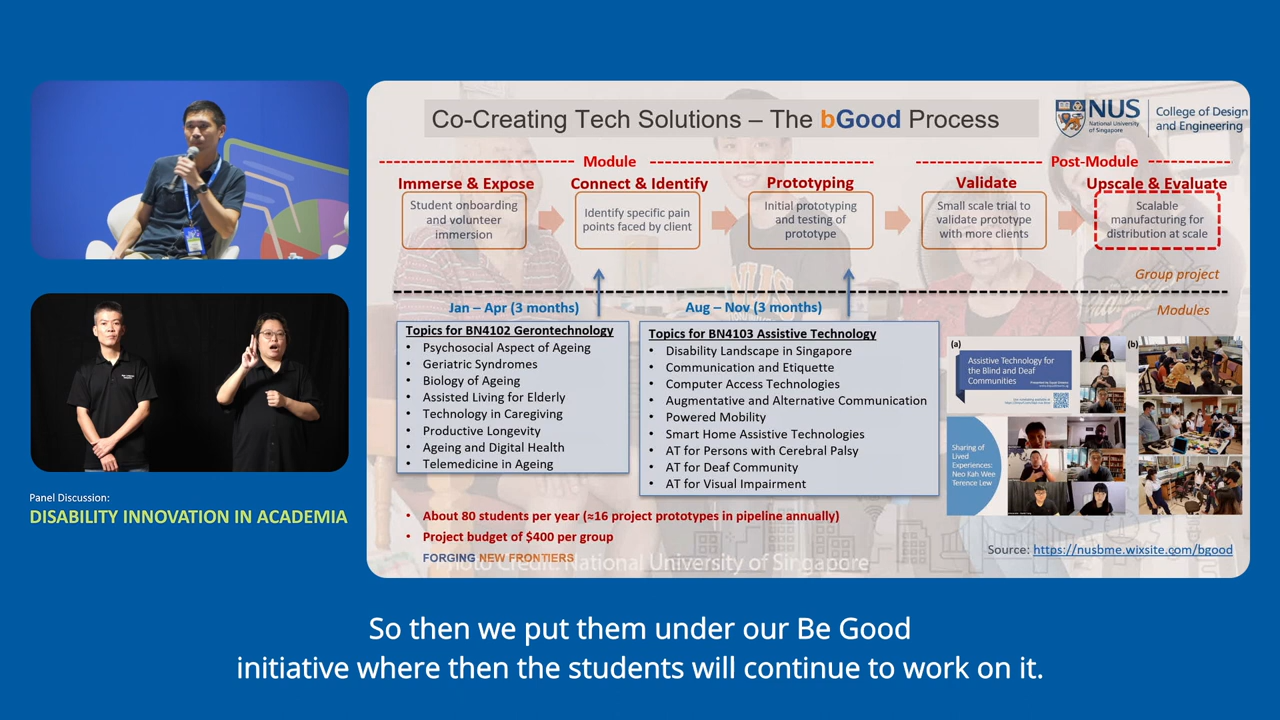 Co-Creating Tech Solutions – The bGood Process
NUS
National University
of Singapore
College of Design
and Engineering
Module
Post-Module
Immerse & Expose
Connect & Identify
Prototyping
Validate
Upscale & Evaluate
Student onboarding
and volunteer
immersion
Identify specific pain
points faced by client
Initial prototyping
and testing of
prototype
Small scale trial to
validate prototype
with more clients
Scalable
manufacturing for
distribution at scale
Group project
Modules
Jan – Apr (3 months)
Aug – Nov (3 months)
Topics for BN4102 Gerontechnology
• Psychosocial Aspect of Ageing
• Geriatric Syndromes
• Biology of Ageing
• Assisted Living for Elderly
• Technology in Caregiving
• Productive Longevity
• Ageing and Digital Health
• Telemedicine in Ageing
Topics for BN4103 Assistive Technology
• Disability Landscape in Singapore
• Communication and Etiquette
• Computer Access Technologies
• Augmentative and Alternative Communication
• Powered Mobility
• Smart Home Assistive Technologies
• AT for Persons with Cerebral Palsy
• AT for Deaf Community
• AT for Visual Impairment
(a)
Assistive Technology for
the Blind and Deaf
Communities
Sharing of
Lived
Experiences:
Neo Kah Wee
Terence Lew
(b)
• About 80 students per year (≈16 project prototypes in pipeline annually)
• Project budget of $400 per group
FORGING NEW FRONTIERS
Photo Credit: National University of Singapore
Source: https://nusbme.wixsite.com/bgood
Panel Discussion:
DISABILITY INNOVATION IN ACADEMIA
So then we put them under our Be Good
initiative where then the students will continue to work on it.